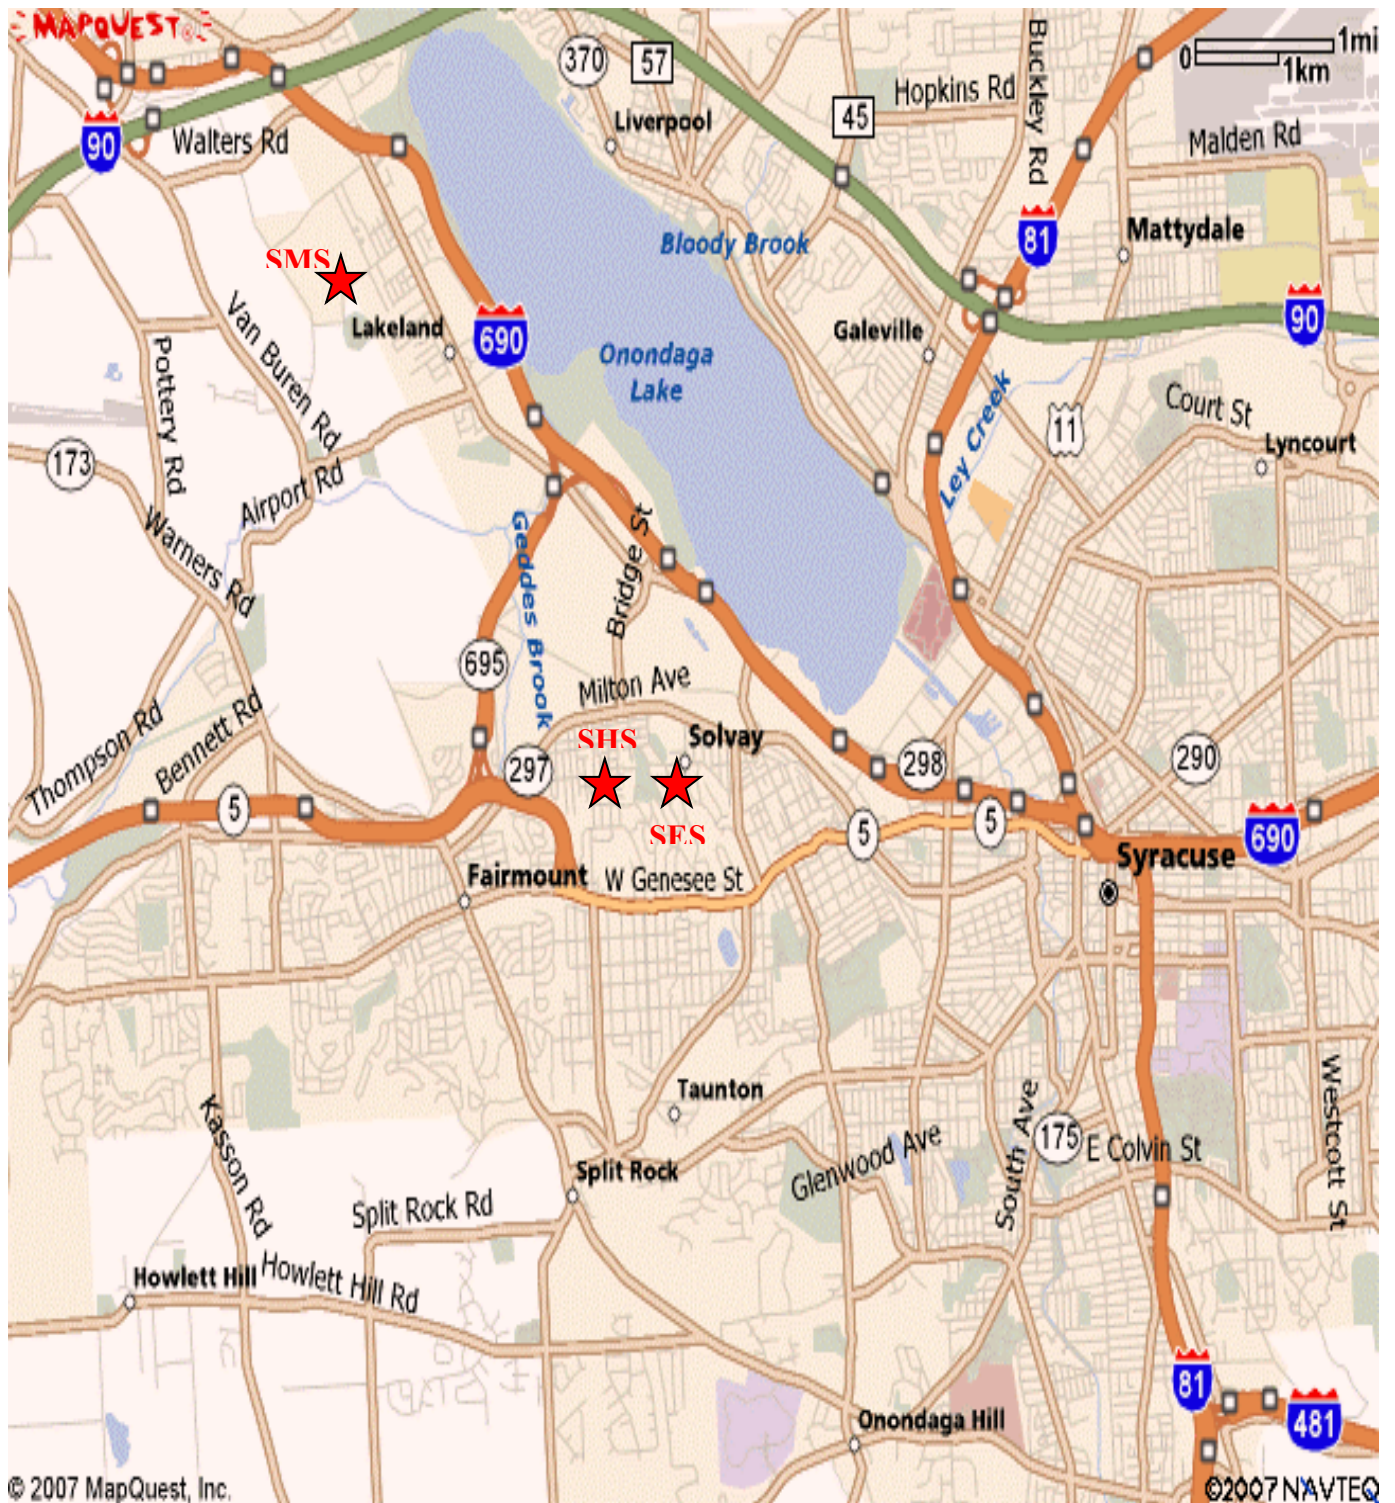 MAPQUEST
0 1mi
1km
370
57
Buckley Rd
Hopkins Rd
45
Liverpool
90
Walters Rd
Malden Rd
Bloody Brook
81
Mattydale
SMS
Van Buren Rd
Lakeland
690
Onondaga
Lake
Galeville
90
Pottery Rd
Ley Creek
11
Court St
Lyncourt
173
Airport Rd
Warners Rd
Geddes Brook
Bridge St
695
Milton Ave
Thompson Rd
Bennett Rd
SHS
Solvay
297
298
290
5
SES
5
5
690
Syracuse
Fairmount
W Genesee St
Taunton
Kasson Rd
Split Rock
Glenwood Ave
South Ave
175
E Colvin St
Westcott St
Split Rock Rd
Howlett Hill
Howlett Hill Rd
81
481
Onondaga Hill
© 2007 MapQuest, Inc.
©2007 NAVTEQ